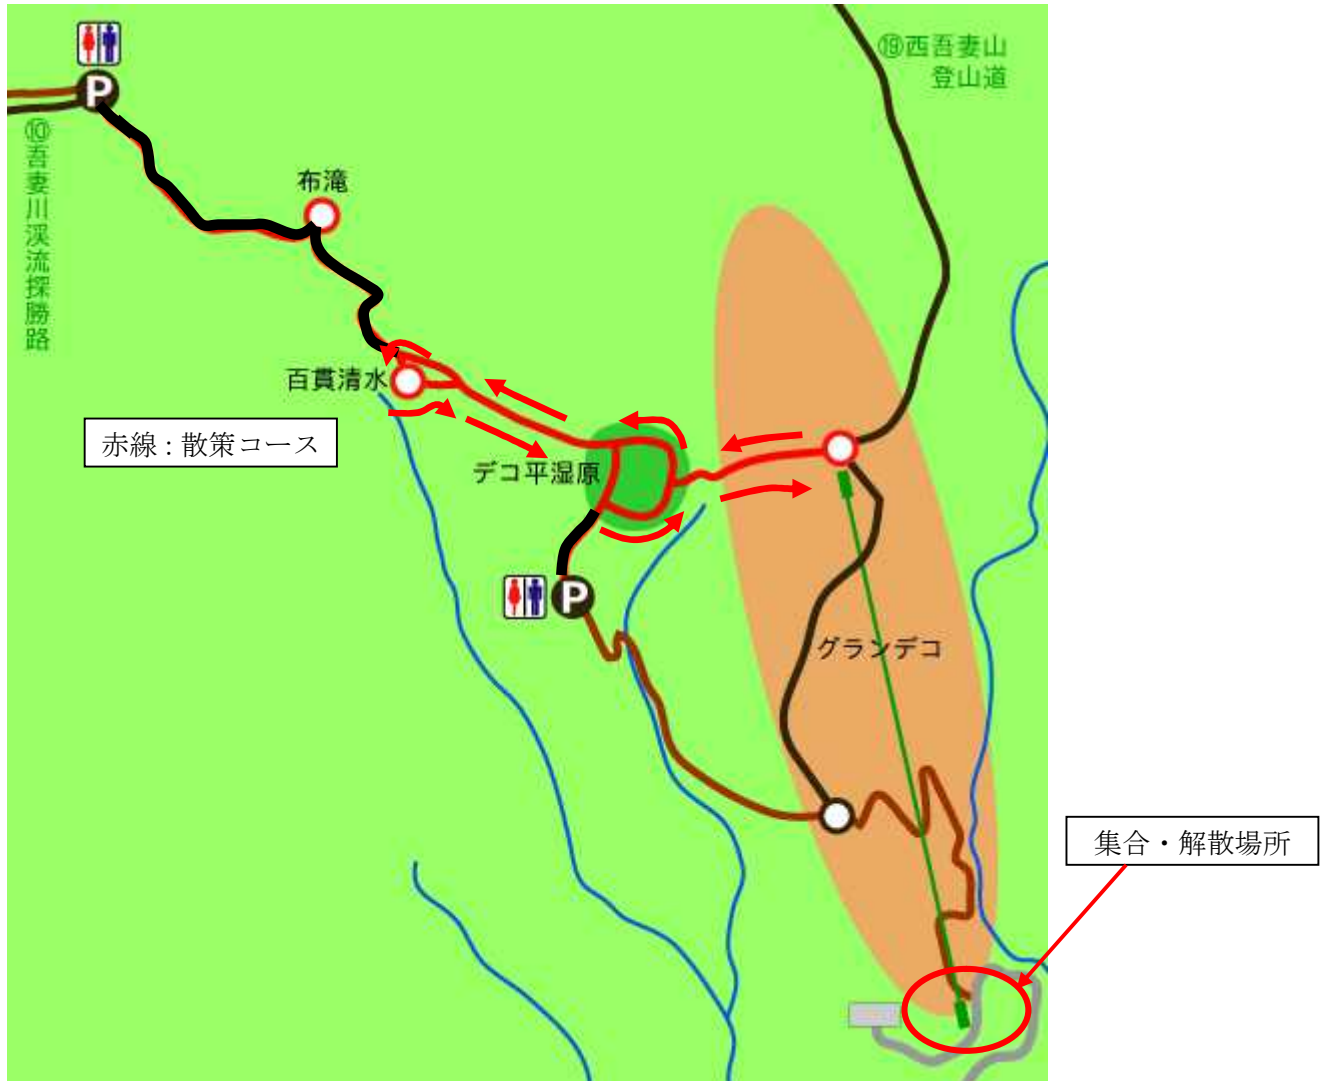 ⑲西吾妻山
登山道
P
⑩吾妻川渓流探勝路
布滝
百貫清水
赤線：散策コース
デコ平湿原
P
グランデコ
集合・解散場所